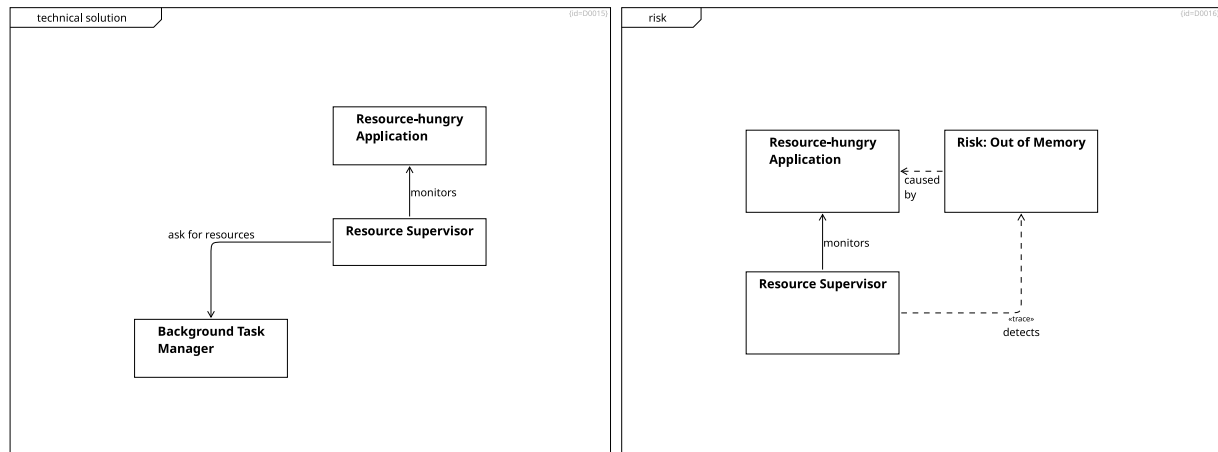 technical solution
{id=D0015}
Resource-hungry
Application
monitors
Resource Supervisor
ask for resources
Background Task
Manager
risk
{id=D0016}
Resource-hungry
Application
Risk: Out of Memory
caused
by
monitors
Resource Supervisor
«trace»
detects